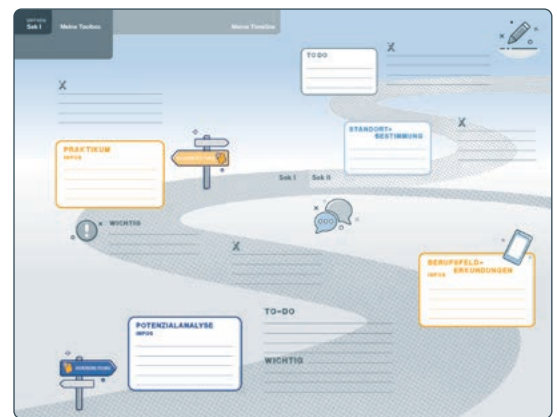 Sek I
Meine Toolbox
Meine Timeline
TO DO
X
X
STANDORT=
BESTIMMUNG
X
PRAKTIKUM
INFOS
Sek I
Sek II
WICHTIG
X
BERUFSFELD=
ERKUNDUNGEN
INFOS
TO=DO
POTENZIALANALYSE
INFOS
WICHTIG